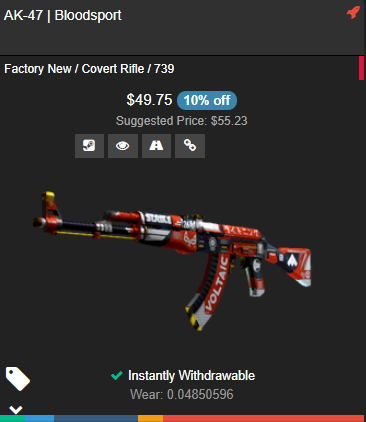 AK-47 | Bloodsport
Factory New / Covert Rifle / 739
$49.75 10% off
Suggested Price: $55.23
VOLTAIC
Instantly Withdrawable
Wear: 0.04850596